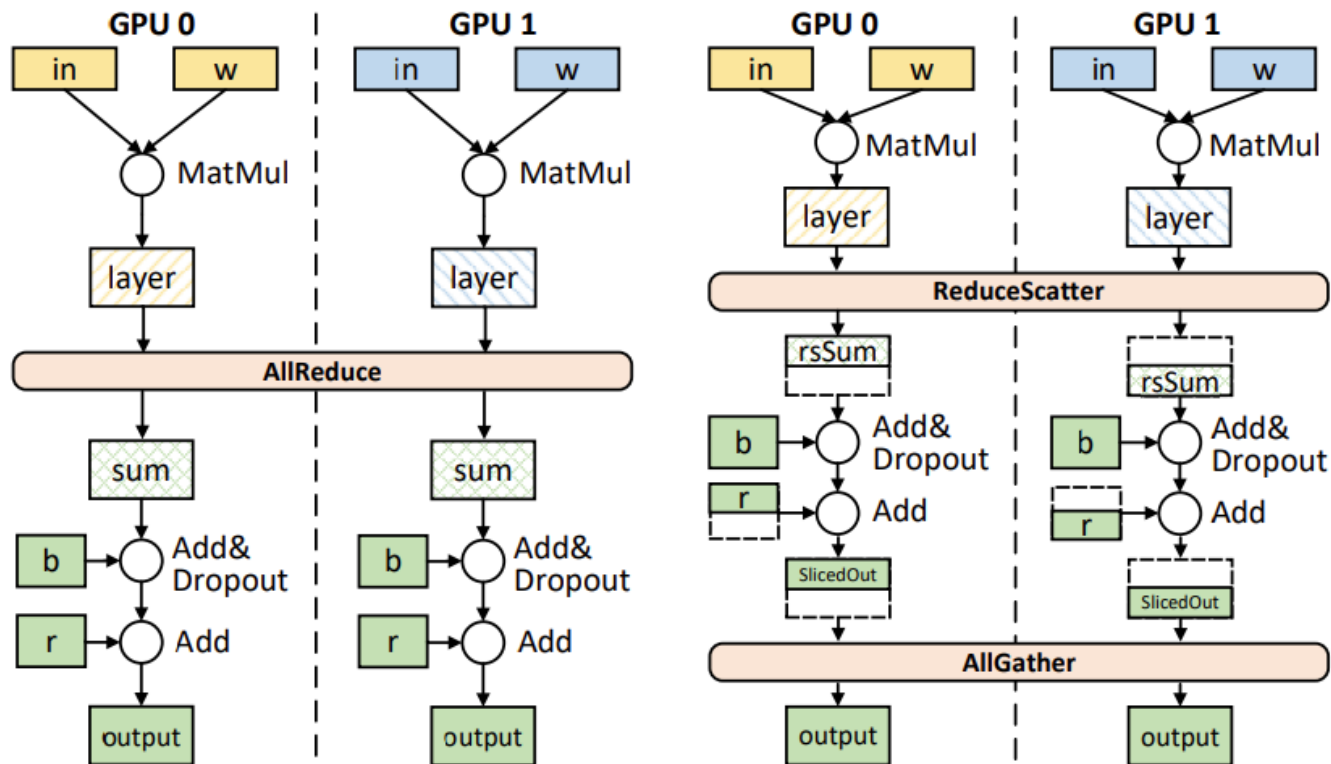 GPU 0
GPU 1
in
w
in
w
MatMul
MatMul
layer
layer
AllReduce
sum
sum
b
Add&
Dropout
b
Add&
Dropout
r
Add
r
Add
output
output
GPU 0
GPU 1
in
w
in
w
MatMul
MatMul
layer
layer
ReduceScatter
rsSum
rsSum
b
Add&
Dropout
b
Add&
Dropout
r
Add
r
Add
SlicedOut
SlicedOut
AllGather
output
output